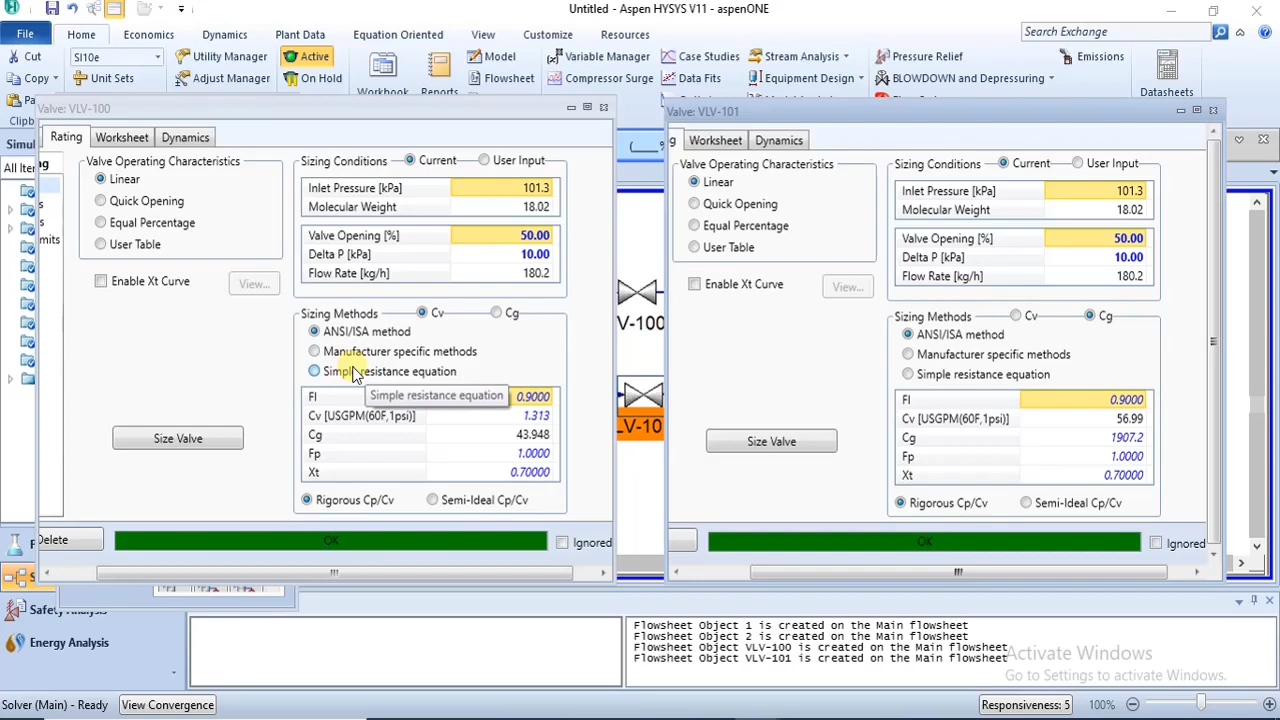 Untitled - Aspen HYSYS V11 - aspenONE
File Home Economics Dynamics Plant Data Equation Oriented View Customize Resources Search Exchange
Cut SI10e Utility Manager Active Model Variable Manager Case Studies Stream Analysis Pressure Relief Emissions
Copy Unit Sets Adjust Manager On Hold Workbook Reports Flowsheet Compressor Surge Data Fits Equipment Design BLOWDOWN and Depressuring Datasheets
Clipb
Simul
All Iter
Valve: VLV-100
Rating Worksheet Dynamics
Valve Operating Characteristics
Linear
Quick Opening
Equal Percentage
User Table
Enable Xt Curve View...
Size Valve
Sizing Conditions Current User Input
Inlet Pressure [kPa] 101.3
Molecular Weight 18.02
Valve Opening [%] 50.00
Delta P [kPa] 10.00
Flow Rate [kg/h] 180.2
Sizing Methods Cv Cg
ANSI/ISA method
Manufacturer specific methods
Simple resistance equation
Simple resistance equation
Fl 0.9000
Cv [USGPM(60F,1psi)] 1.313
Cg 43.948
Fp 1.0000
Xt 0.70000
Rigorous Cp/Cv Semi-Ideal Cp/Cv
Delete OK Ignored
V-100
LV-10
Valve: VLV-101
g Worksheet Dynamics
Valve Operating Characteristics
Linear
Quick Opening
Equal Percentage
User Table
Enable Xt Curve View...
Size Valve
Sizing Conditions Current User Input
Inlet Pressure [kPa] 101.3
Molecular Weight 18.02
Valve Opening [%] 50.00
Delta P [kPa] 10.00
Flow Rate [kg/h] 180.2
Sizing Methods Cv Cg
ANSI/ISA method
Manufacturer specific methods
Simple resistance equation
Fl 0.9000
Cv [USGPM(60F,1psi)] 56.99
Cg 1907.2
Fp 1.0000
Xt 0.70000
Rigorous Cp/Cv Semi-Ideal Cp/Cv
OK Ignored
Safety Analysis
Energy Analysis
Flowsheet Object 1 is created on the Main flowsheet
Flowsheet Object 2 is created on the Main flowsheet
Flowsheet Object VLV-100 is created on the Main flowsheet
Flowsheet Object VLV-101 is created on the Main flowsheet
Activate Windows
Go to Settings to activate Windows.
Solver (Main) - Ready View Convergence Responsiveness: 5 100%